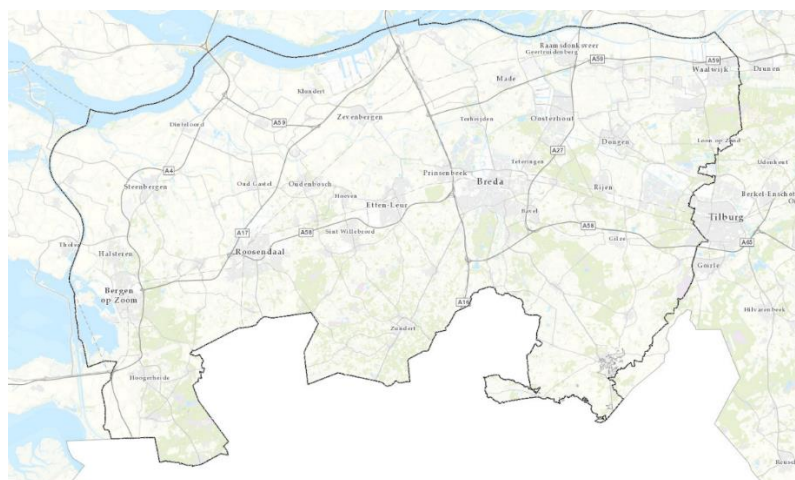 Raamsdonksveer
Geertruidenberg
A59
A59
Waalwijk
Drunen
Made
Klundert
Zevenbergen
Terheijden
Oosterhout
Dongen
Loon op Zand
Udenhout
Dinteloord
A59
A4
Steenbergen
Oud Gastel
Oudenbosch
Hoeven
Prinsenbeek
Teteringen
A27
Breda
Rijen
Berkel-Enschot
Etten-Leur
Tholen
Halsteren
A17
A58
Sint Willebrord
Bavel
A58
Gilze
Tilburg
A65
Roosendaal
Goirle
Bergen
op Zoom
A16
Zundert
Hilvarenbeek
Hoogerheide